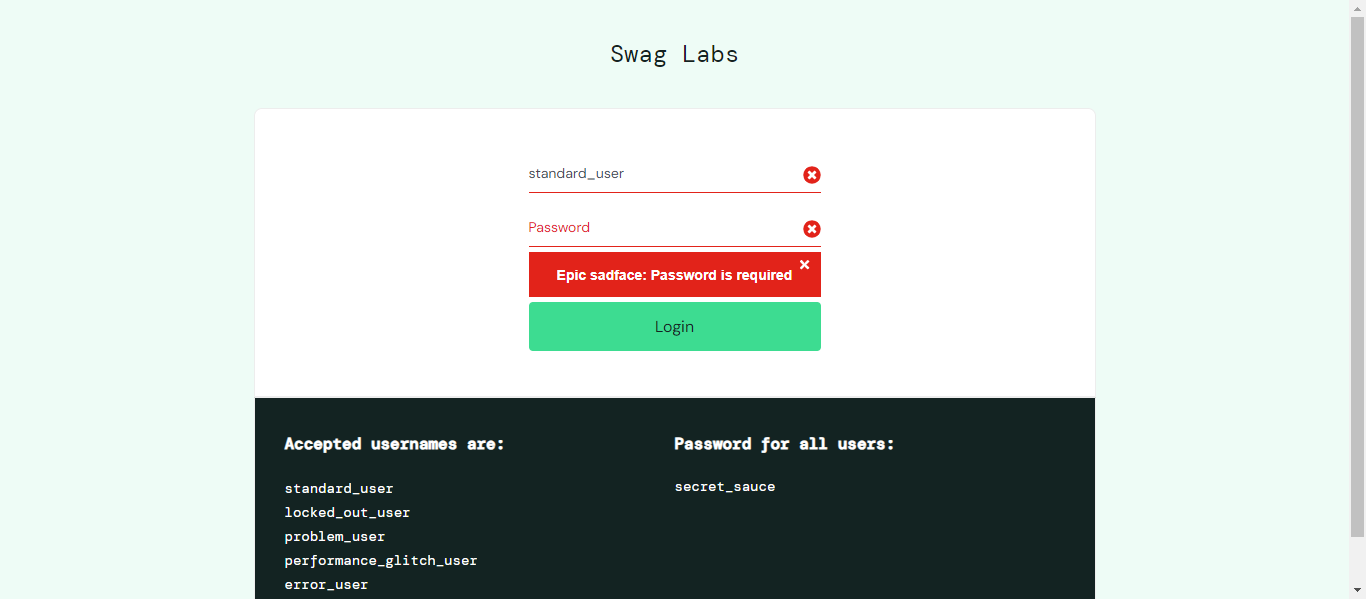 Swag Labs
standard_user
Password
Epic sadface: Password is required
Login
Accepted usernames are:
standard_user
locked_out_user
problem_user
performance_glitch_user
error_user
Password for all users:
secret_sauce